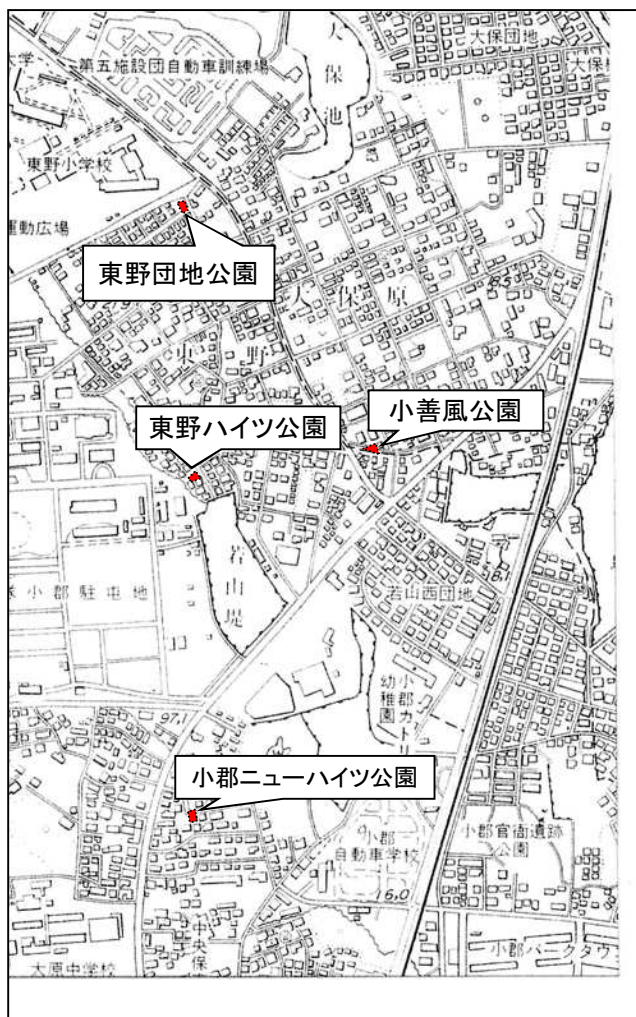 大保団地
大保
第五施設団自動車訓練場
大保池
大学
東野小学校
運動広場
東野団地公園
大保原
東野
小善風公園
東野ハイツ公園
若山堤
隊小郡駐屯地
若山西団地
小郡カトリ
幼稚園
97.1
小郡ニューハイツ公園
小郡
自動車学校
小郡官衙遺跡
公園
中央保
大原中学校
小郡パークタウ